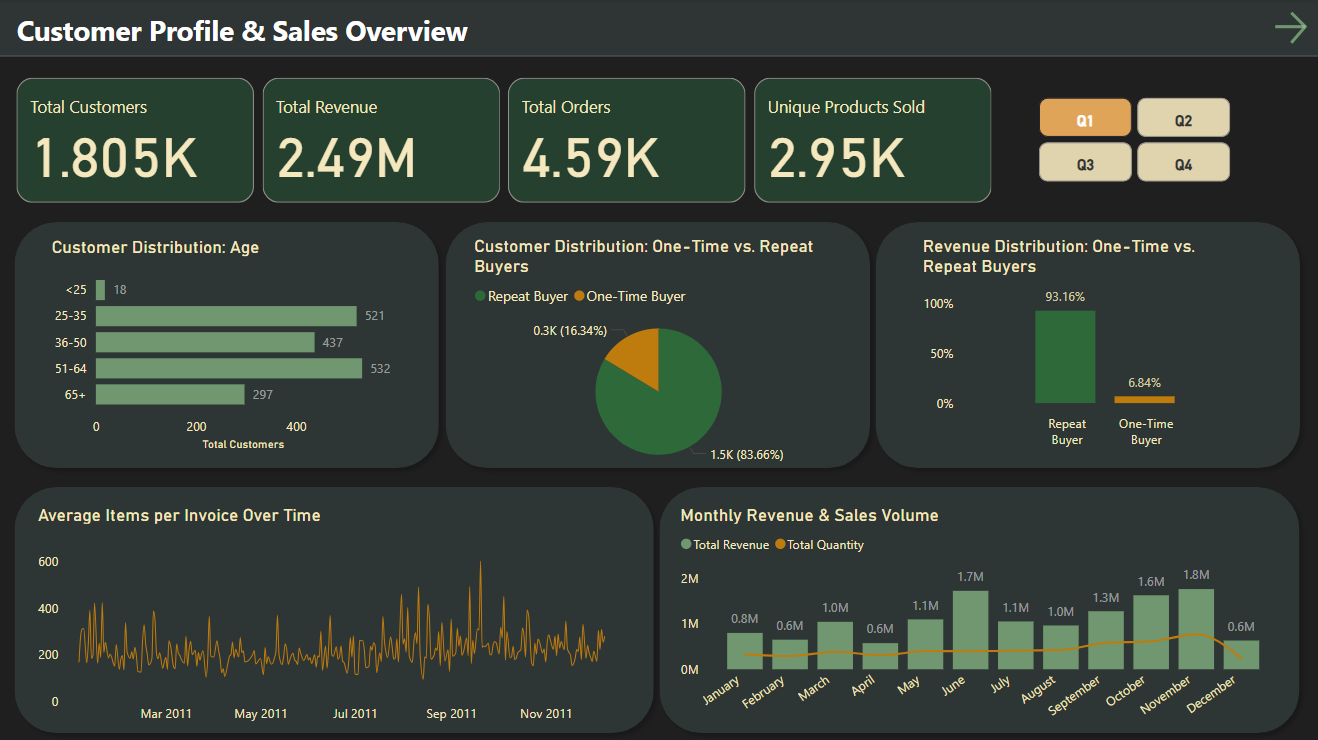 Customer Profile & Sales Overview
Total Customers
1.805K
Total Revenue
2.49M
Total Orders
4.59K
Unique Products Sold
2.95K
Q1
Q2
Q3
Q4
Customer Distribution: Age
<25
18
25-35
521
36-50
437
51-64
532
65+
297
0
200
400
Total Customers
Customer Distribution: One-Time vs. Repeat
Buyers
Repeat Buyer
One-Time Buyer
0.3K (16.34%)
1.5K (83.66%)
Revenue Distribution: One-Time vs.
Repeat Buyers
100%
50%
0%
93.16%
6.84%
Repeat
Buyer
One-Time
Buyer
Average Items per Invoice Over Time
600
400
200
0
Mar 2011
May 2011
Jul 2011
Sep 2011
Nov 2011
Monthly Revenue & Sales Volume
Total Revenue
Total Quantity
2M
1M
0M
0.8M
0.6M
1.0M
0.6M
1.1M
1.7M
1.1M
1.0M
1.3M
1.6M
1.8M
0.6M
January
February
March
April
May
June
July
August
September
October
November
December